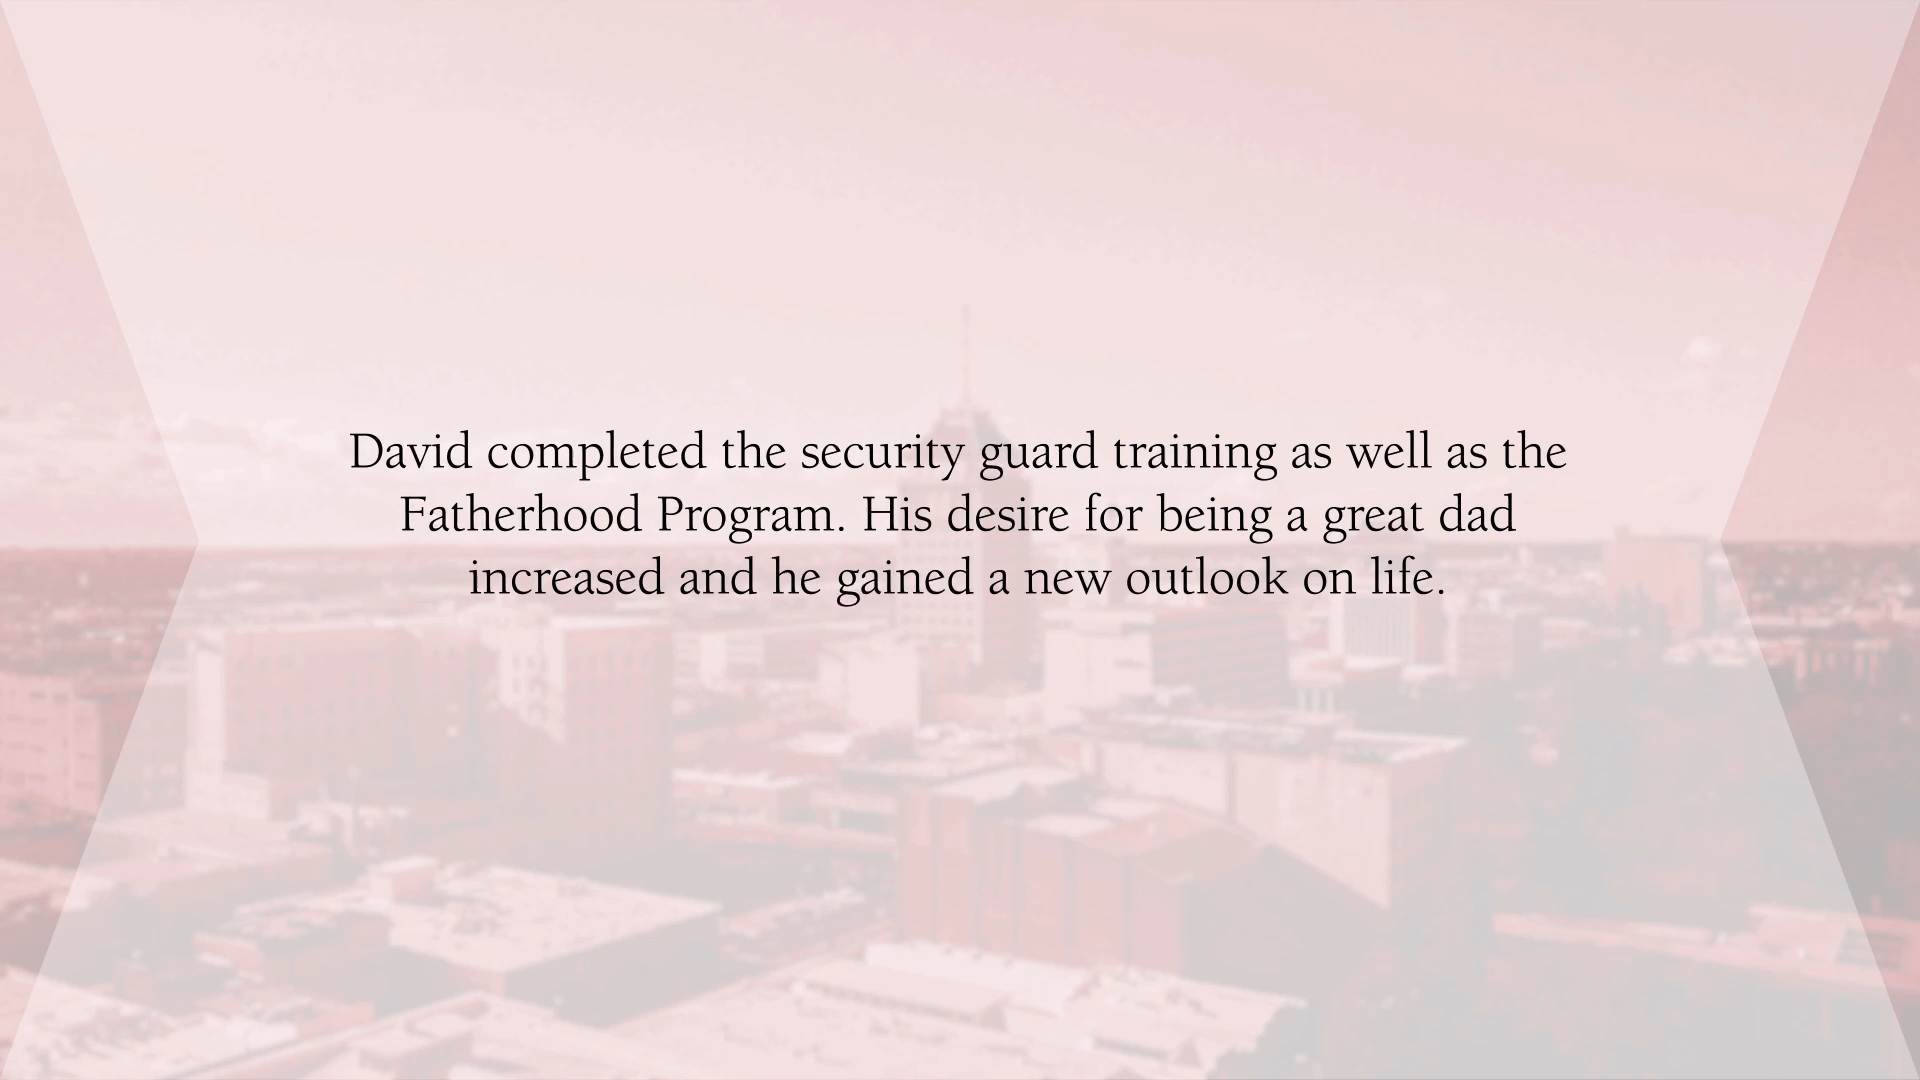 David completed the security guard training as well as the
Fatherhood Program. His desire for being a great dad
increased and he gained a new outlook on life.